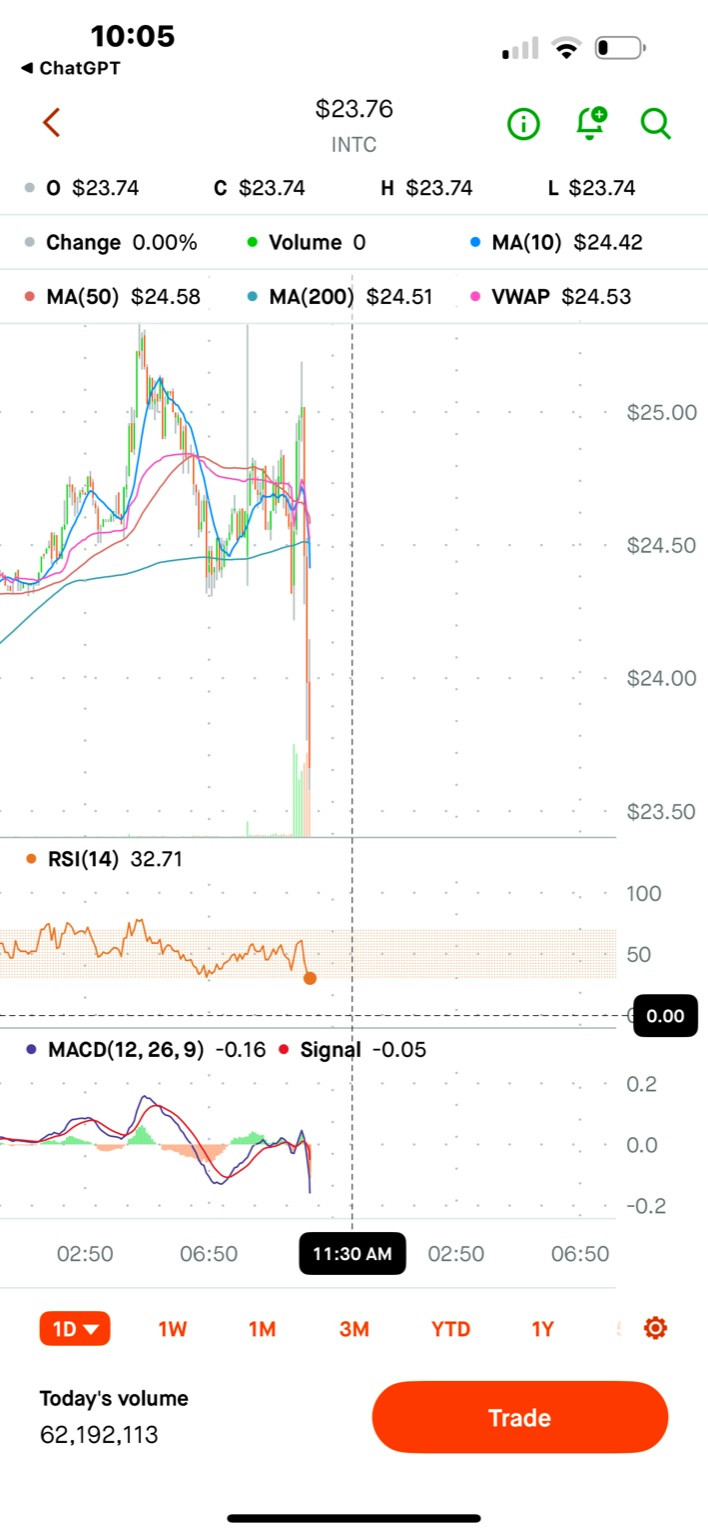 10:05
◀ ChatGPT
$23.76
INTC
O $23.74 C $23.74 H $23.74 L $23.74
Change 0.00% Volume 0 MA(10) $24.42
MA(50) $24.58 MA(200) $24.51 VWAP $24.53
$25.00
$24.50
$24.00
$23.50
RSI(14) 32.71
100
50
0.00
MACD(12, 26, 9) -0.16 Signal -0.05
0.2
0.0
-0.2
02:50 06:50 11:30 AM 02:50 06:50
1D 1W 1M 3M YTD 1Y
Today's volume
62,192,113
Trade